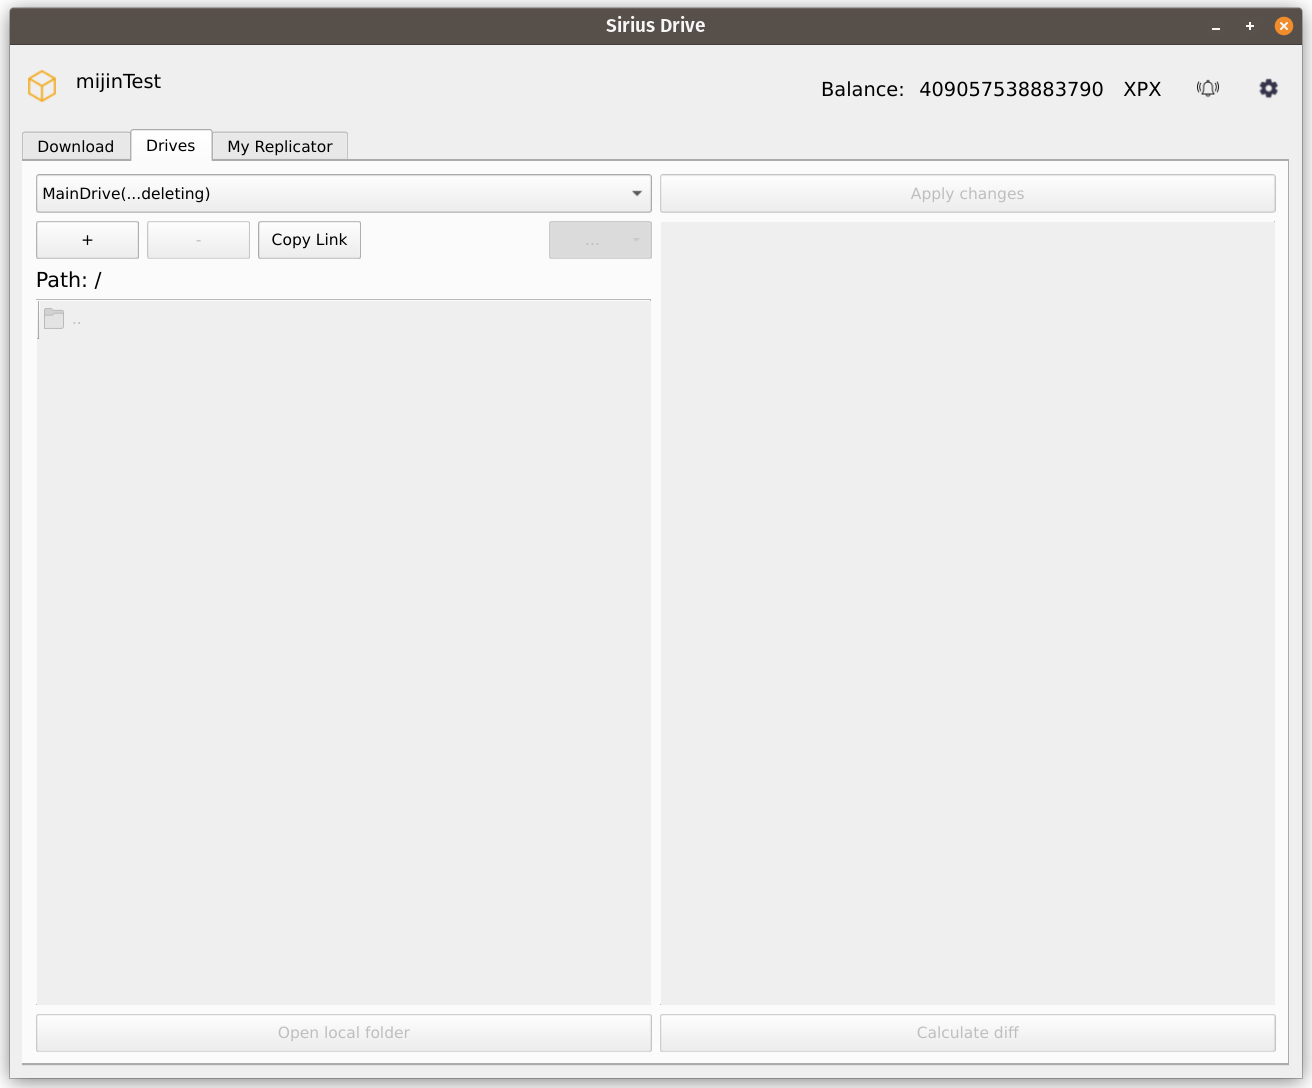 Sirius Drive
mijinTest
Balance: 409057538883790 XPX
Download Drives My Replicator
MainDrive(...deleting)
Apply changes
+ - Copy Link ...
Path: /
..
Open local folder
Calculate diff